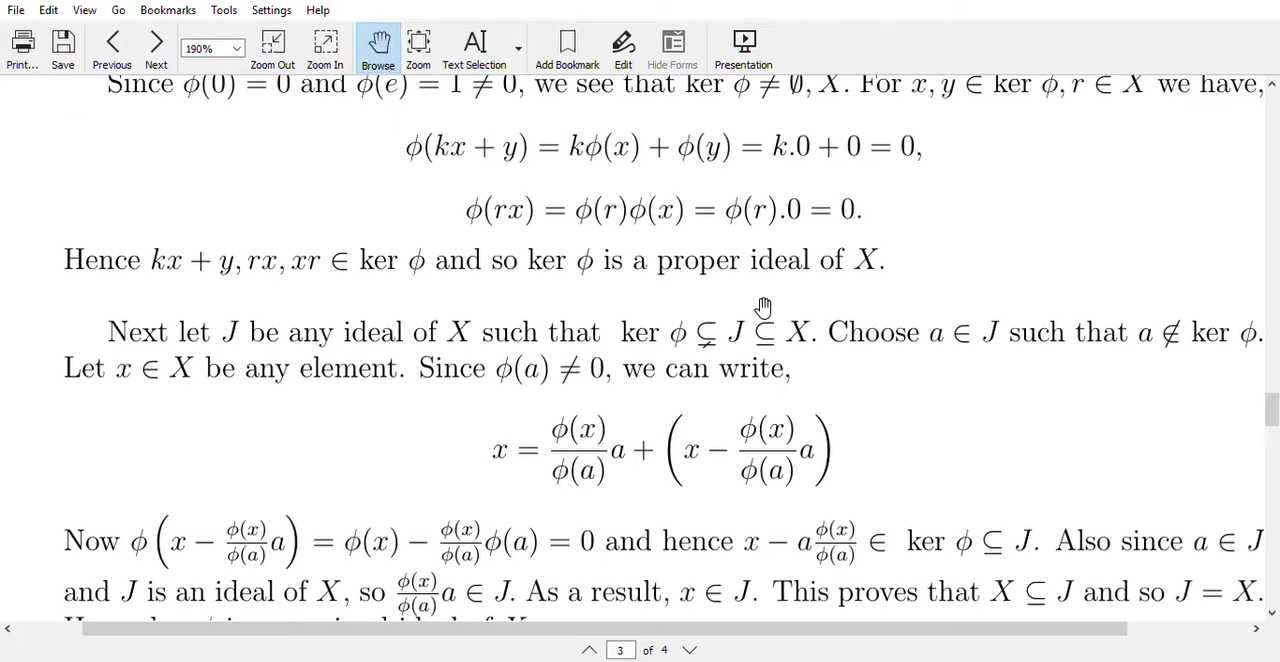 File Edit View Go Bookmarks Tools Settings Help
190%
Print... Save Previous Next Zoom Out Zoom In Browse Zoom Text Selection Add Bookmark Edit Hide Forms Presentation
Since ϕ(0) = 0 and ϕ(e) = 1 ≠ 0, we see that ker ϕ ≠ ∅, X. For x, y ∈ ker ϕ, r ∈ X we have,
ϕ(kx + y) = kϕ(x) + ϕ(y) = k.0 + 0 = 0,
ϕ(rx) = ϕ(r)ϕ(x) = ϕ(r).0 = 0.
Hence kx + y, rx, xr ∈ ker ϕ and so ker ϕ is a proper ideal of X.
Next let J be any ideal of X such that ker ϕ ⊊ J ⊆ X. Choose a ∈ J such that a ∉ ker ϕ.
Let x ∈ X be any element. Since ϕ(a) ≠ 0, we can write,
x = ϕ(x)/ϕ(a) a + (x − ϕ(x)/ϕ(a) a)
Now ϕ(x − ϕ(x)/ϕ(a) a) = ϕ(x) − ϕ(x)/ϕ(a) ϕ(a) = 0 and hence x − a ϕ(x)/ϕ(a) ∈ ker ϕ ⊆ J. Also since a ∈ J
and J is an ideal of X, so ϕ(x)/ϕ(a) a ∈ J. As a result, x ∈ J. This proves that X ⊆ J and so J = X.
3 of 4